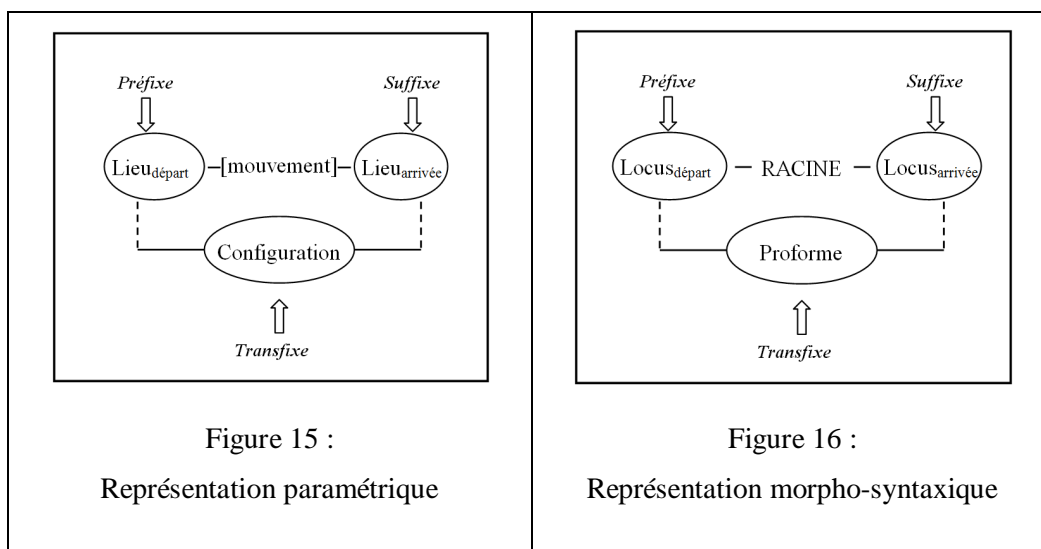 Préfixe Suffixe
Lieudépart –[mouvement]– Lieuarrivée
Configuration
Transfixe
Figure 15 :
Représentation paramétrique
Préfixe Suffixe
Locusdépart – RACINE – Locusarrivée
Proforme
Transfixe
Figure 16 :
Représentation morpho-syntaxique